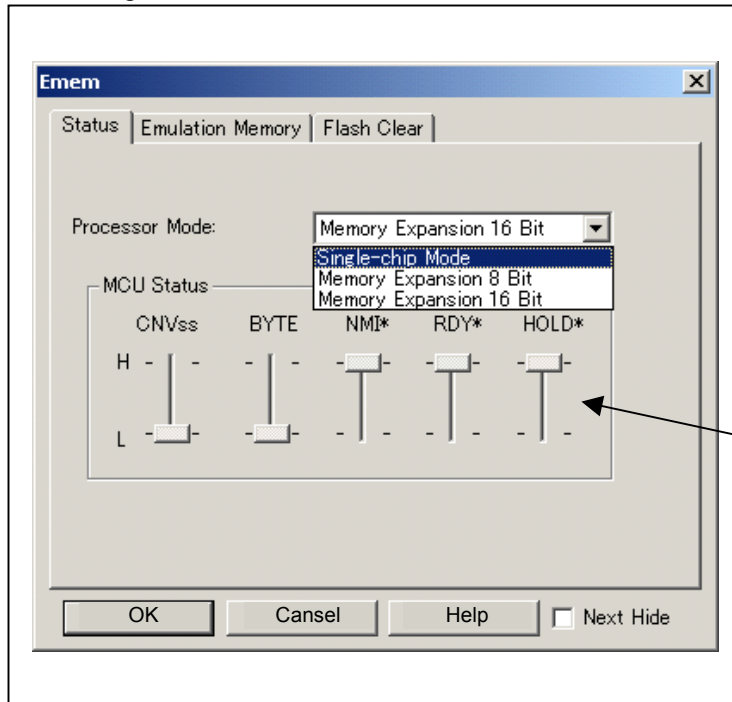 Emem
Status Emulation Memory Flash Clear
Processor Mode: Memory Expansion 16 Bit
Single-chip Mode
Memory Expansion 8 Bit
Memory Expansion 16 Bit
MCU Status
CNVss BYTE NMI* RDY* HOLD*
H
L
OK Cansel Help Next Hide